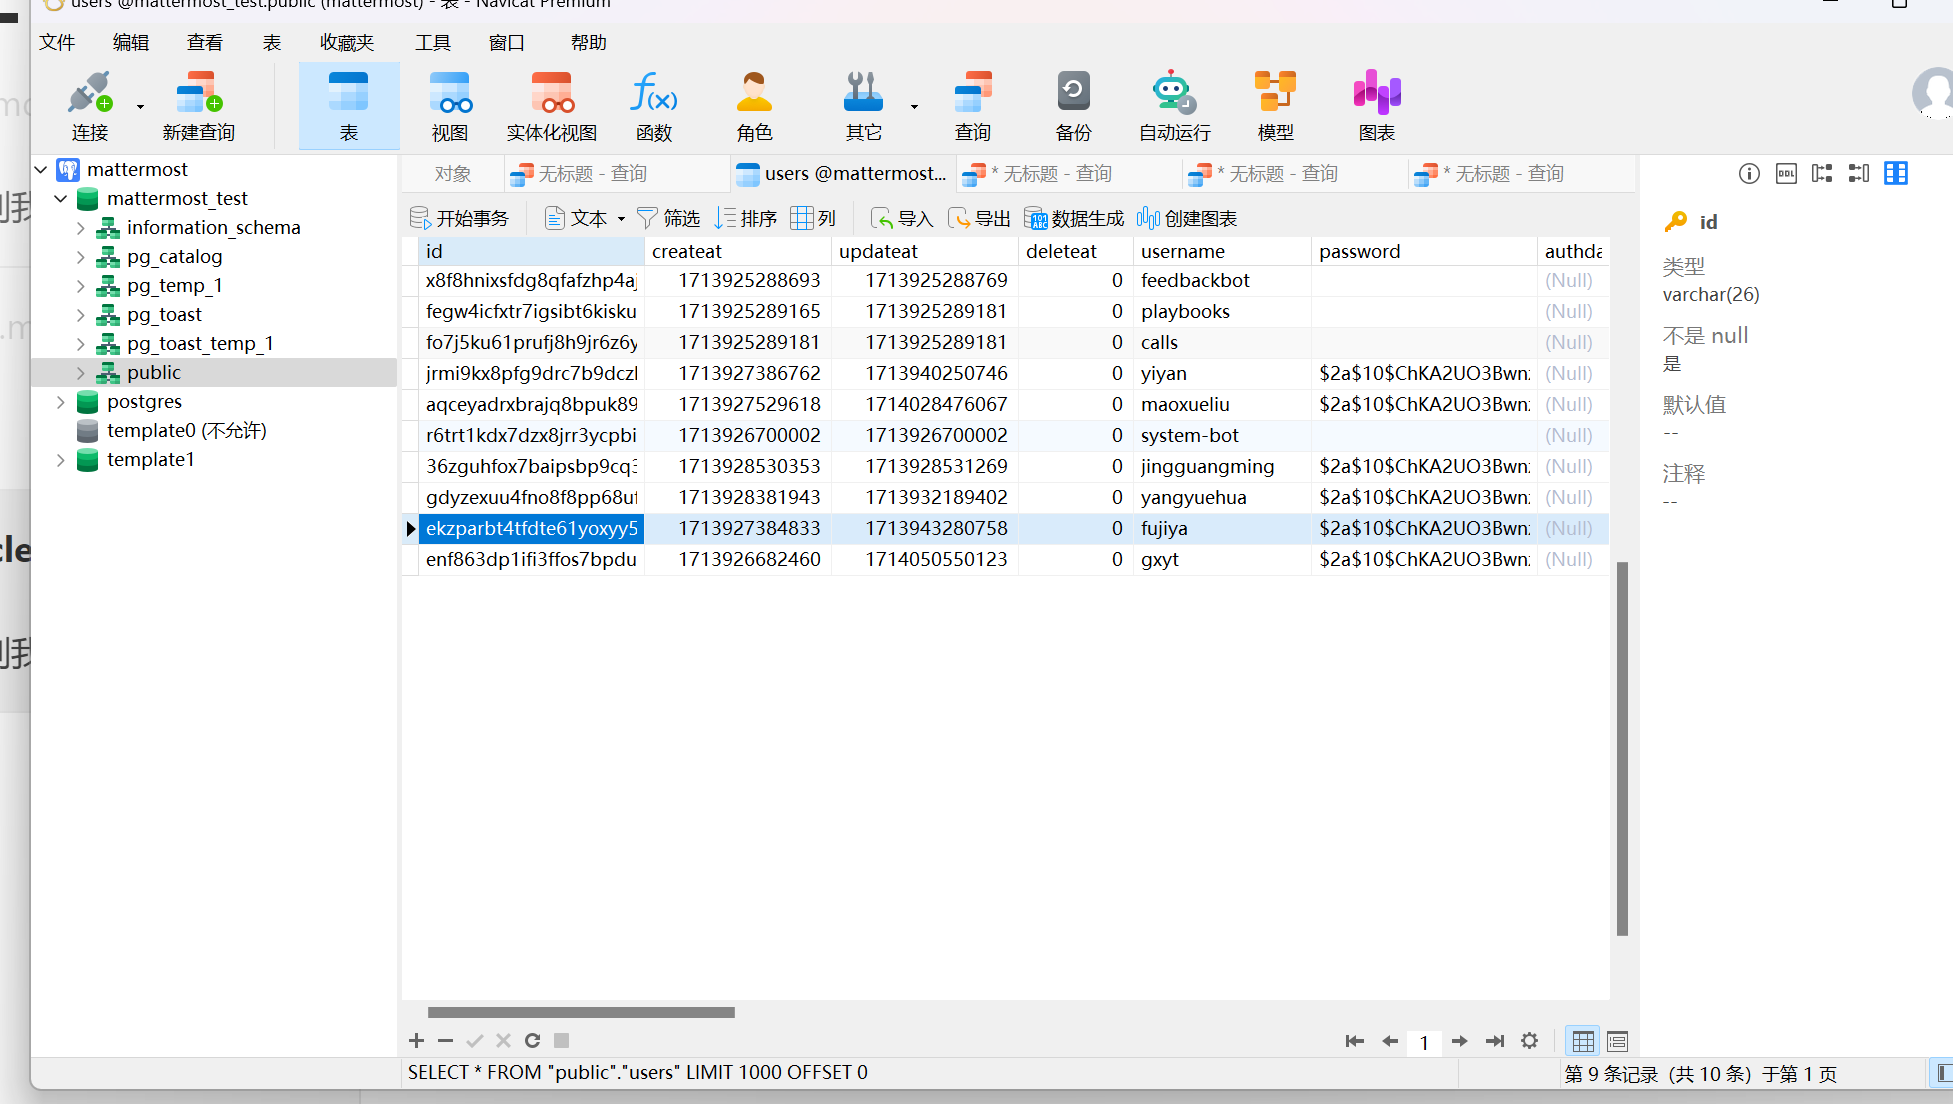 users @mattermost_test.public (mattermost) - 表 - Navicat Premium
文件 编辑 查看 表 收藏夹 工具 窗口 帮助
连接 新建查询 表 视图 实体化视图 函数 角色 其它 查询 备份 自动运行 模型 图表
对象 无标题 - 查询 users @mattermost... * 无标题 - 查询 * 无标题 - 查询 * 无标题 - 查询
开始事务 文本 筛选 排序 列 导入 导出 数据生成 创建图表
mattermost
mattermost_test
information_schema
pg_catalog
pg_temp_1
pg_toast
pg_toast_temp_1
public
postgres
template0 (不允许)
template1
id createat updateat deleteat username password authda
x8f8hnixsfdg8qfafzhp4aj 1713925288693 1713925288769 0 feedbackbot (Null)
fegw4icfxtr7igsibt6kisku 1713925289165 1713925289181 0 playbooks (Null)
fo7j5ku61prufj8h9jr6z6y 1713925289181 1713925289181 0 calls (Null)
jrmi9kx8pfg9drc7b9dczl 1713927386762 1713940250746 0 yiyan $2a$10$ChKA2UO3Bwn (Null)
aqceyadrxbrajq8bpuk89 1713927529618 1714028476067 0 maoxueliu $2a$10$ChKA2UO3Bwn (Null)
r6trt1kdx7dzx8jrr3ycpbi 1713926700002 1713926700002 0 system-bot (Null)
36zguhfox7baipsbp9cq3 1713928530353 1713928531269 0 jingguangming $2a$10$ChKA2UO3Bwn (Null)
gdyzexuu4fno8f8pp68uf 1713928381943 1713932189402 0 yangyuehua $2a$10$ChKA2UO3Bwn (Null)
ekzparbt4tfdte61yoxyy5 1713927384833 1713943280758 0 fujiya $2a$10$ChKA2UO3Bwn (Null)
enf863dp1ifi3ffos7bpdu 1713926682460 1714050550123 0 gxyt $2a$10$ChKA2UO3Bwn (Null)
id
类型
varchar(26)
不是 null
是
默认值
--
注释
--
1
SELECT * FROM "public"."users" LIMIT 1000 OFFSET 0
第 9 条记录 (共 10 条) 于第 1 页